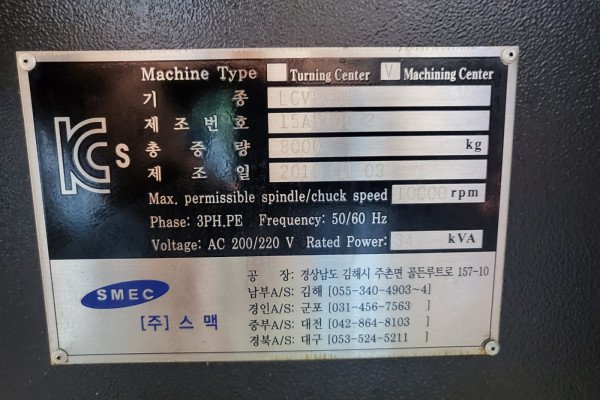 Machine Type Turning Center V Machining Center
기 종
제 조 번 호
총 중 량 8000 kg
제 조 일 03
Max. permissible spindle/chuck speed 10000 rpm
Phase: 3PH.PE Frequency: 50/60 Hz
Voltage: AC 200/220 V Rated Power: kVA
KCs
SMEC
[주] 스 맥
공 장: 경상남도 김해시 주촌면 골든루트로 157-10
남부A/S: 김해 [055-340-4903~4]
경인A/S: 군포 [031-456-7563 ]
중부A/S: 대전 [042-864-8103 ]
경북A/S: 대구 [053-524-5211 ]